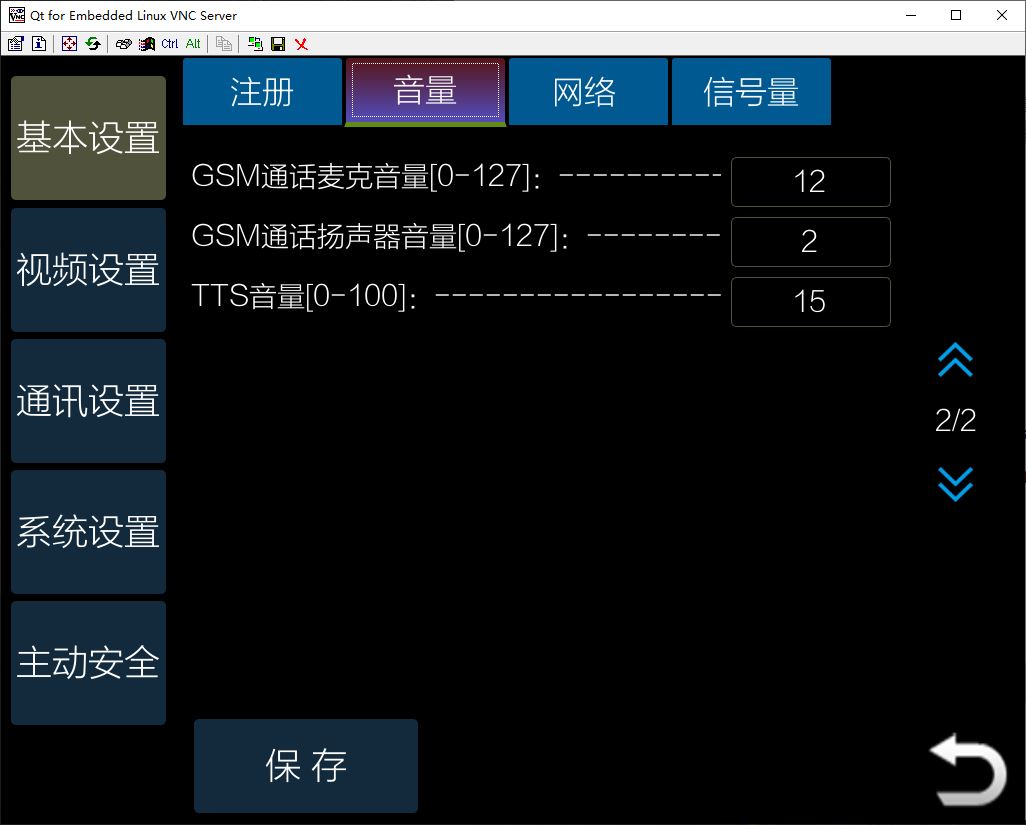 Qt for Embedded Linux VNC Server
Ctrl Alt
注册 音量 网络 信号量
基本设置
视频设置
通讯设置
系统设置
主动安全
GSM通话麦克音量[0-127]：---------- 12
GSM通话扬声器音量[0-127]：-------- 2
TTS音量[0-100]：----------------- 15
2/2
保 存